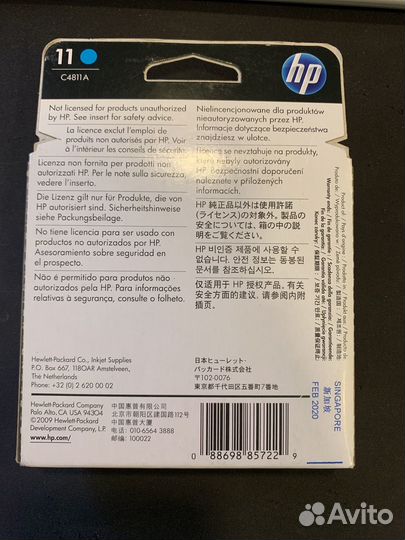 11
C4811A
hp
Not licensed for products unauthorized
by HP. See insert for safety advice.
La licence exclut l'emploi de
produits non autorisés par HP. Voir
à l'intérieur les conseils de sécurité.
Licenza non fornita per prodotti non
autorizzati HP. Per le note sulla sicurezza,
vedere l'inserto.
Die Lizenz gilt nur für Produkte, die von
HP autorisiert sind. Sicherheitshinweise
siehe Packungsbeilage.
No tiene licencia para ser usado con
productos no autorizados por HP.
Asesoramiento sobre seguridad en
el prospecto.
Não é permitido para produtos não
autorizados pela HP. Para informações
relativas à segurança, consulte o folheto.
Nielincencjonowane dla produktów
nieautoryzowanych przez HP.
Informacje dotyczące bezpieczeństwa
znajdziesz w ulotce.
Licence se nevztahuje na produkty,
které nebyly autorizovány HP.
Bezpečnostní doporučení
naleznete v přiložených
informacích.
HP 純正品以外は使用許諾
(ライセンス)の対象外。製品の
安全については、箱の中の説
明をご覧ください。
HP 비인증 제품에 사용할 수
없습니다. 안전 정보는 동봉된
문서를 참조하십시오.
仅适用于 HP 授权产品。有关
安全方面的建议,请参阅内附
插页。
Hewlett-Packard Co., Inkjet Supplies
P.O. Box 667, 1180AR Amstelveen,
The Netherlands
Phone: +32 (0) 2 620 00 02
日本ヒューレット・
パッカード株式会社
〒102-0076
東京都千代田区五番町7番地
Hewlett-Packard Company
Palo Alto, CA USA 94304
©2009 Hewlett-Packard
Development Company, L.P.
www.hp.com
中国惠普有限公司
北京市朝阳区建国路112号
中国惠普大厦
电话: 010-6564 3888
邮编: 100022
0 88698 85722 9
SINGAPORE
新加坡
FEB 2020
Avito